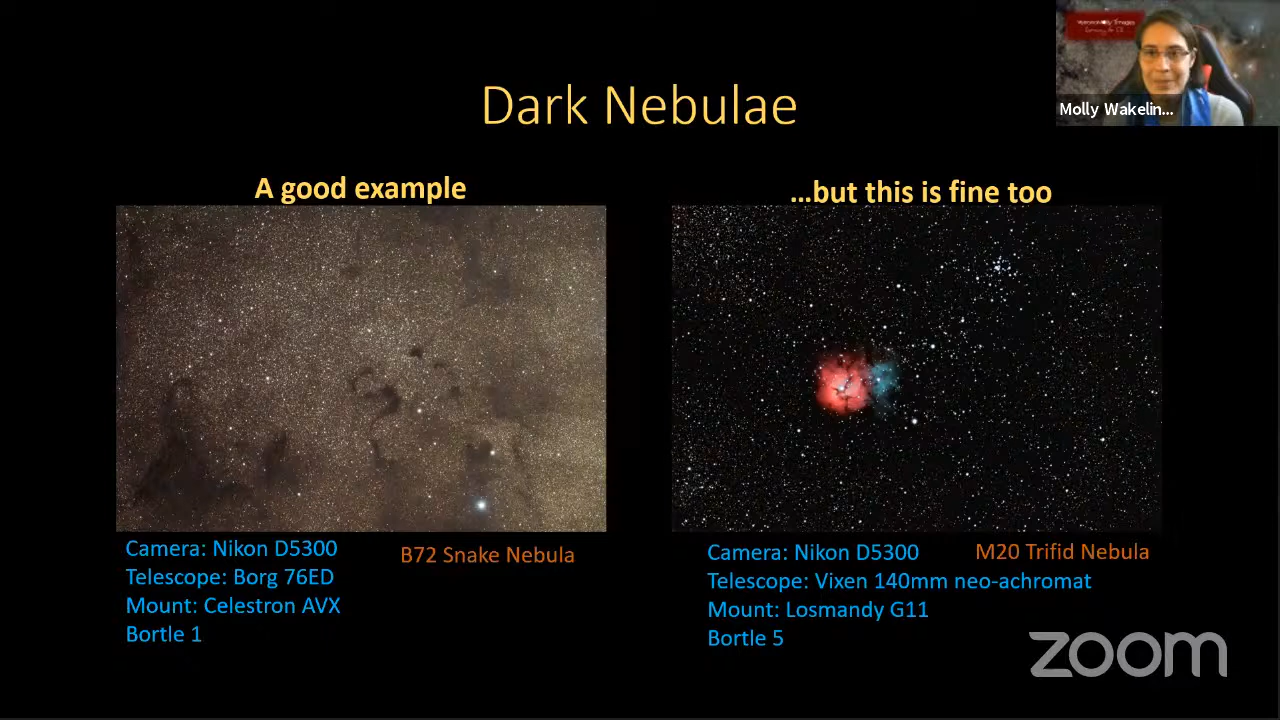 Dark Nebulae
Molly Wakelin...
A good example
...but this is fine too
Camera: Nikon D5300
Telescope: Borg 76ED
Mount: Celestron AVX
Bortle 1
B72 Snake Nebula
Camera: Nikon D5300
Telescope: Vixen 140mm neo-achromat
Mount: Losmandy G11
Bortle 5
M20 Trifid Nebula
zoom